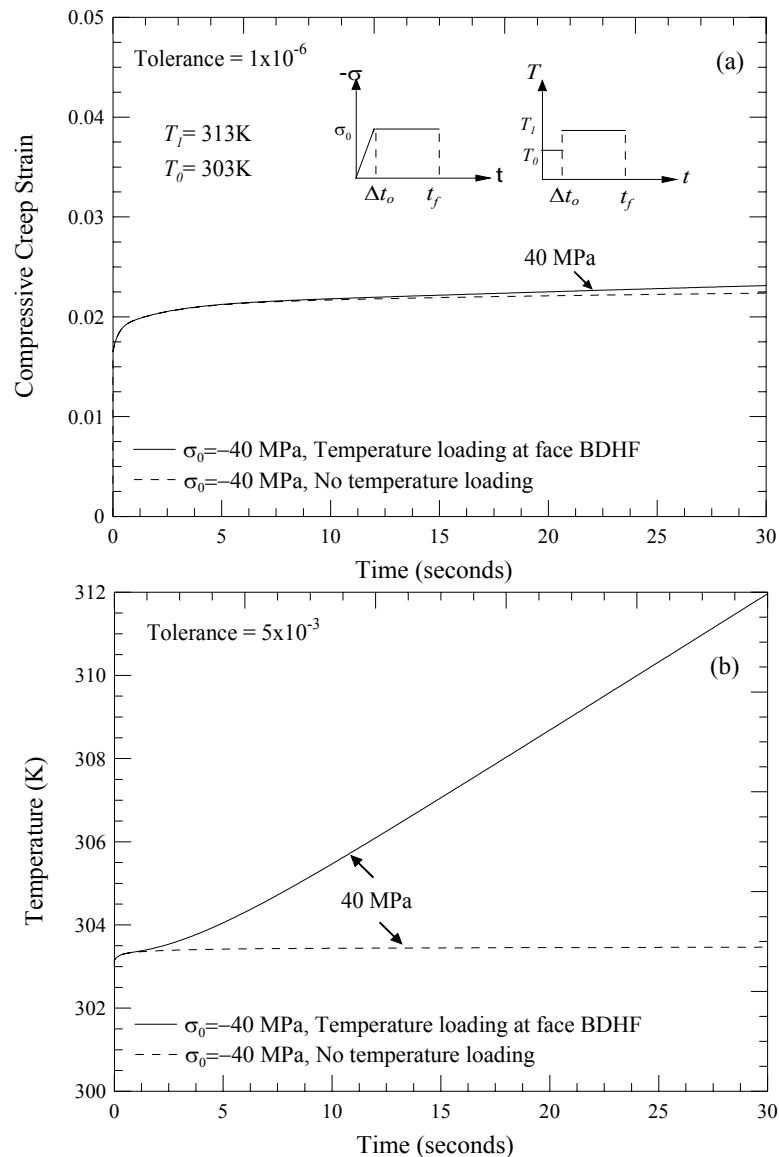 0.05
Tolerance = 1x10⁻⁶
(a)
-σ
T
T₁= 313K
T₀= 303K
σ₀
T₁
T₀
0.04
0.03
0.02
0.01
0
t
t
Δtₒ
t_f
Δtₒ
t_f
40 MPa
Compressive Creep Strain
σ₀=−40 MPa, Temperature loading at face BDHF
σ₀=−40 MPa, No temperature loading
0 5 10 15 20 25 30
Time (seconds)
312
Tolerance = 5x10⁻³
(b)
310
308
306
304
302
300
Temperature (K)
40 MPa
σ₀=−40 MPa, Temperature loading at face BDHF
σ₀=−40 MPa, No temperature loading
0 5 10 15 20 25 30
Time (seconds)